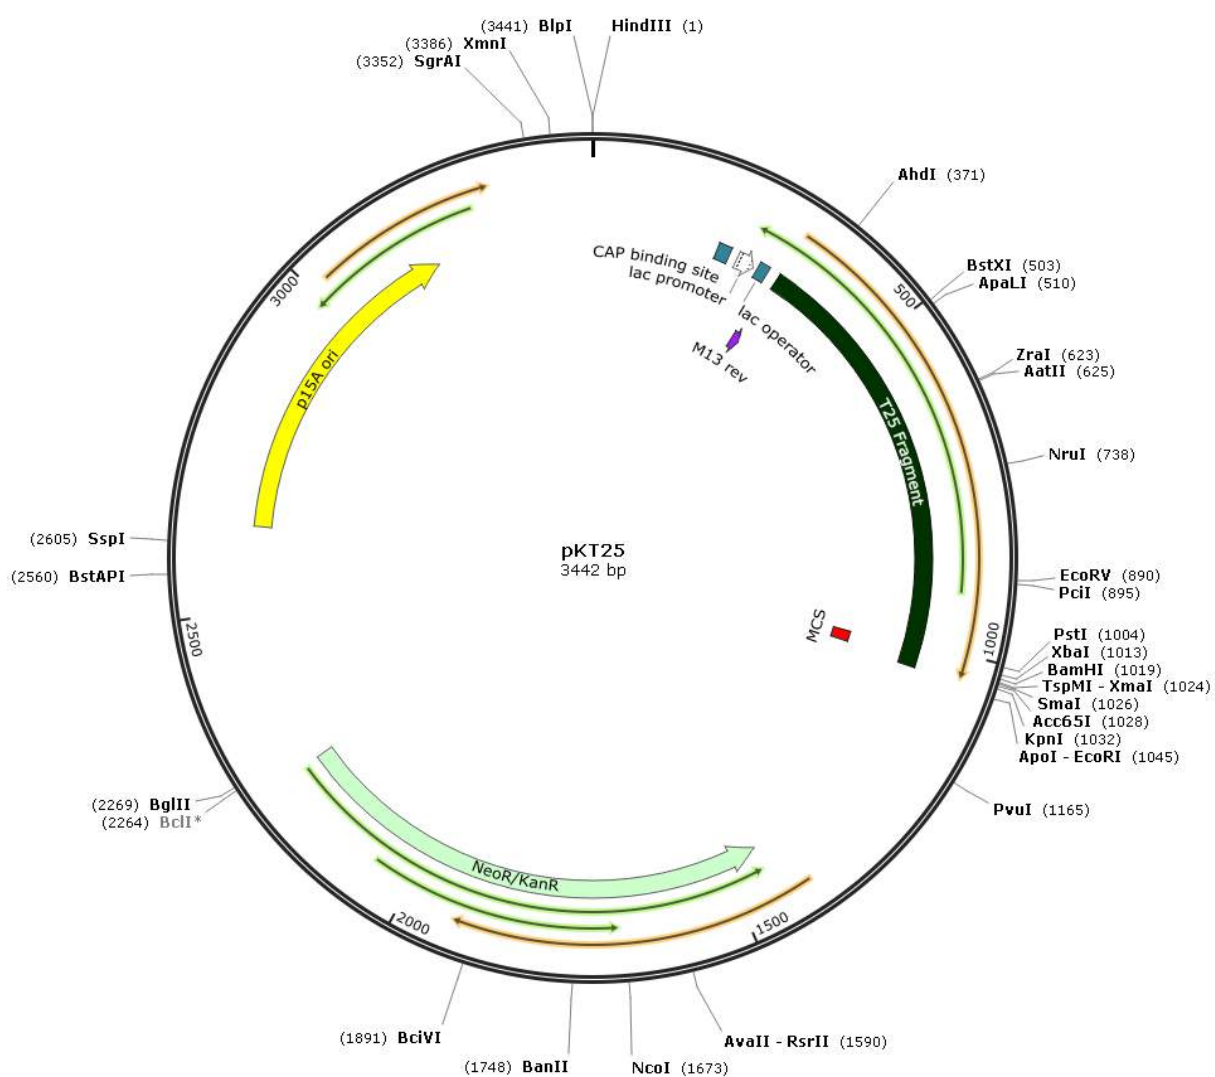 (3441) BlpI
HindIII (1)
(3386) XmnI
(3352) SgrAI
AhdI (371)
BstXI (503)
ApaLI (510)
ZraI (623)
AatII (625)
NruI (738)
EcoRV (890)
PciI (895)
PstI (1004)
XbaI (1013)
BamHI (1019)
TspMI - XmaI (1024)
SmaI (1026)
Acc65I (1028)
KpnI (1032)
ApoI - EcoRI (1045)
PvuI (1165)
AvaII - RsrII (1590)
NcoI (1673)
(1748) BanII
(1891) BciVI
(2264) BclI*
(2269) BglII
(2560) BstAPI
(2605) SspI
500
1000
1500
2000
2500
3000
CAP binding site
lac promoter
lac operator
M13 rev
T25 Fragment
MCS
NeoR/KanR
p15A ori
pKT25
3442 bp